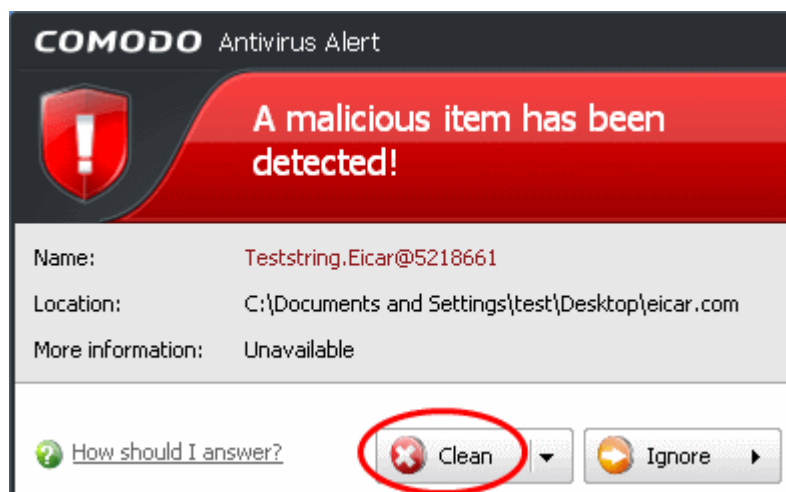 COMODO Antivirus Alert
A malicious item has been
detected!
Name: Teststring.Eicar@5218661
Location: C:\Documents and Settings\test\Desktop\eicar.com
More information: Unavailable
How should I answer? Clean Ignore